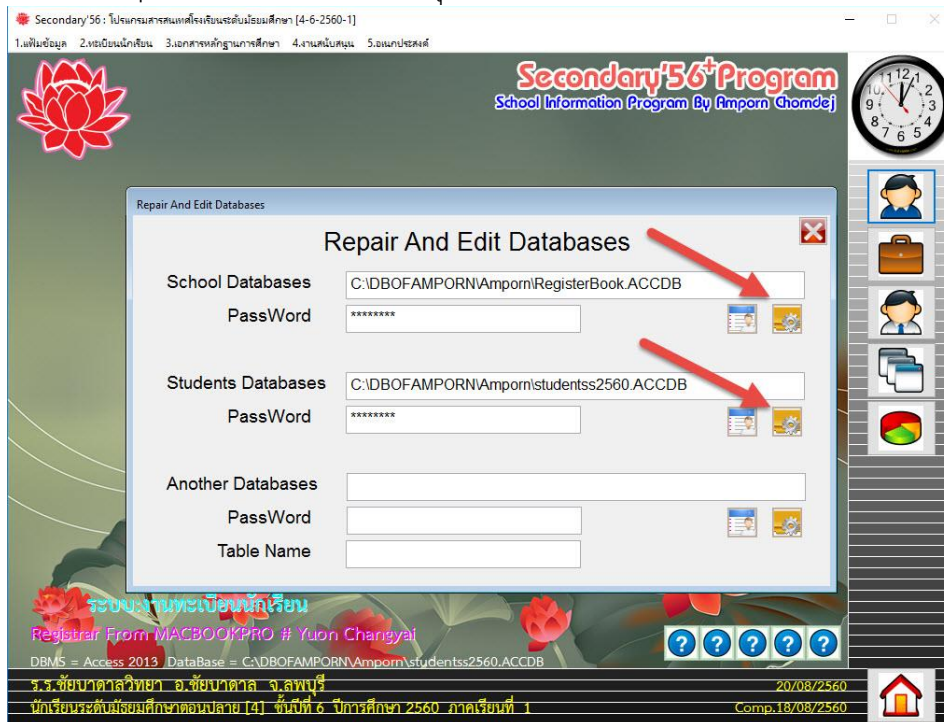 Secondary'56 : โปรแกรมสารสนเทศโรงเรียนระดับมัธยมศึกษา [4-6-2560-1]
1.แฟ้มข้อมูล 2.ทะเบียนนักเรียน 3.เอกสารหลักฐานการศึกษา 4.งานสนับสนุน 5.อเนกประสงค์
Secondary'56+Program
School Information Program By Amporn Chomdej
Repair And Edit Databases
Repair And Edit Databases
School Databases C:\DBOFAMPORN\Amporn\RegisterBook.ACCDB
PassWord ********
Students Databases C:\DBOFAMPORN\Amporn\studentss2560.ACCDB
PassWord ********
Another Databases
PassWord
Table Name
ระบบ:งานทะเบียนนักเรียน
Registrar From MACBOOKPRO # Yuon Changyai
? ? ? ? ?
DBMS = Access 2013 DataBase = C:\DBOFAMPORN\Amporn\studentss2560.ACCDB
ร.ร.ชัยบาดาลวิทยา อ.ชัยบาดาล จ.ลพบุรี 20/08/2560
นักเรียนระดับมัธยมศึกษาตอนปลาย [4] ชั้นปีที่ 6 ปีการศึกษา 2560 ภาคเรียนที่ 1 Comp.18/08/2560
11 12 1
10 2
9 3
8 4
7 6 5